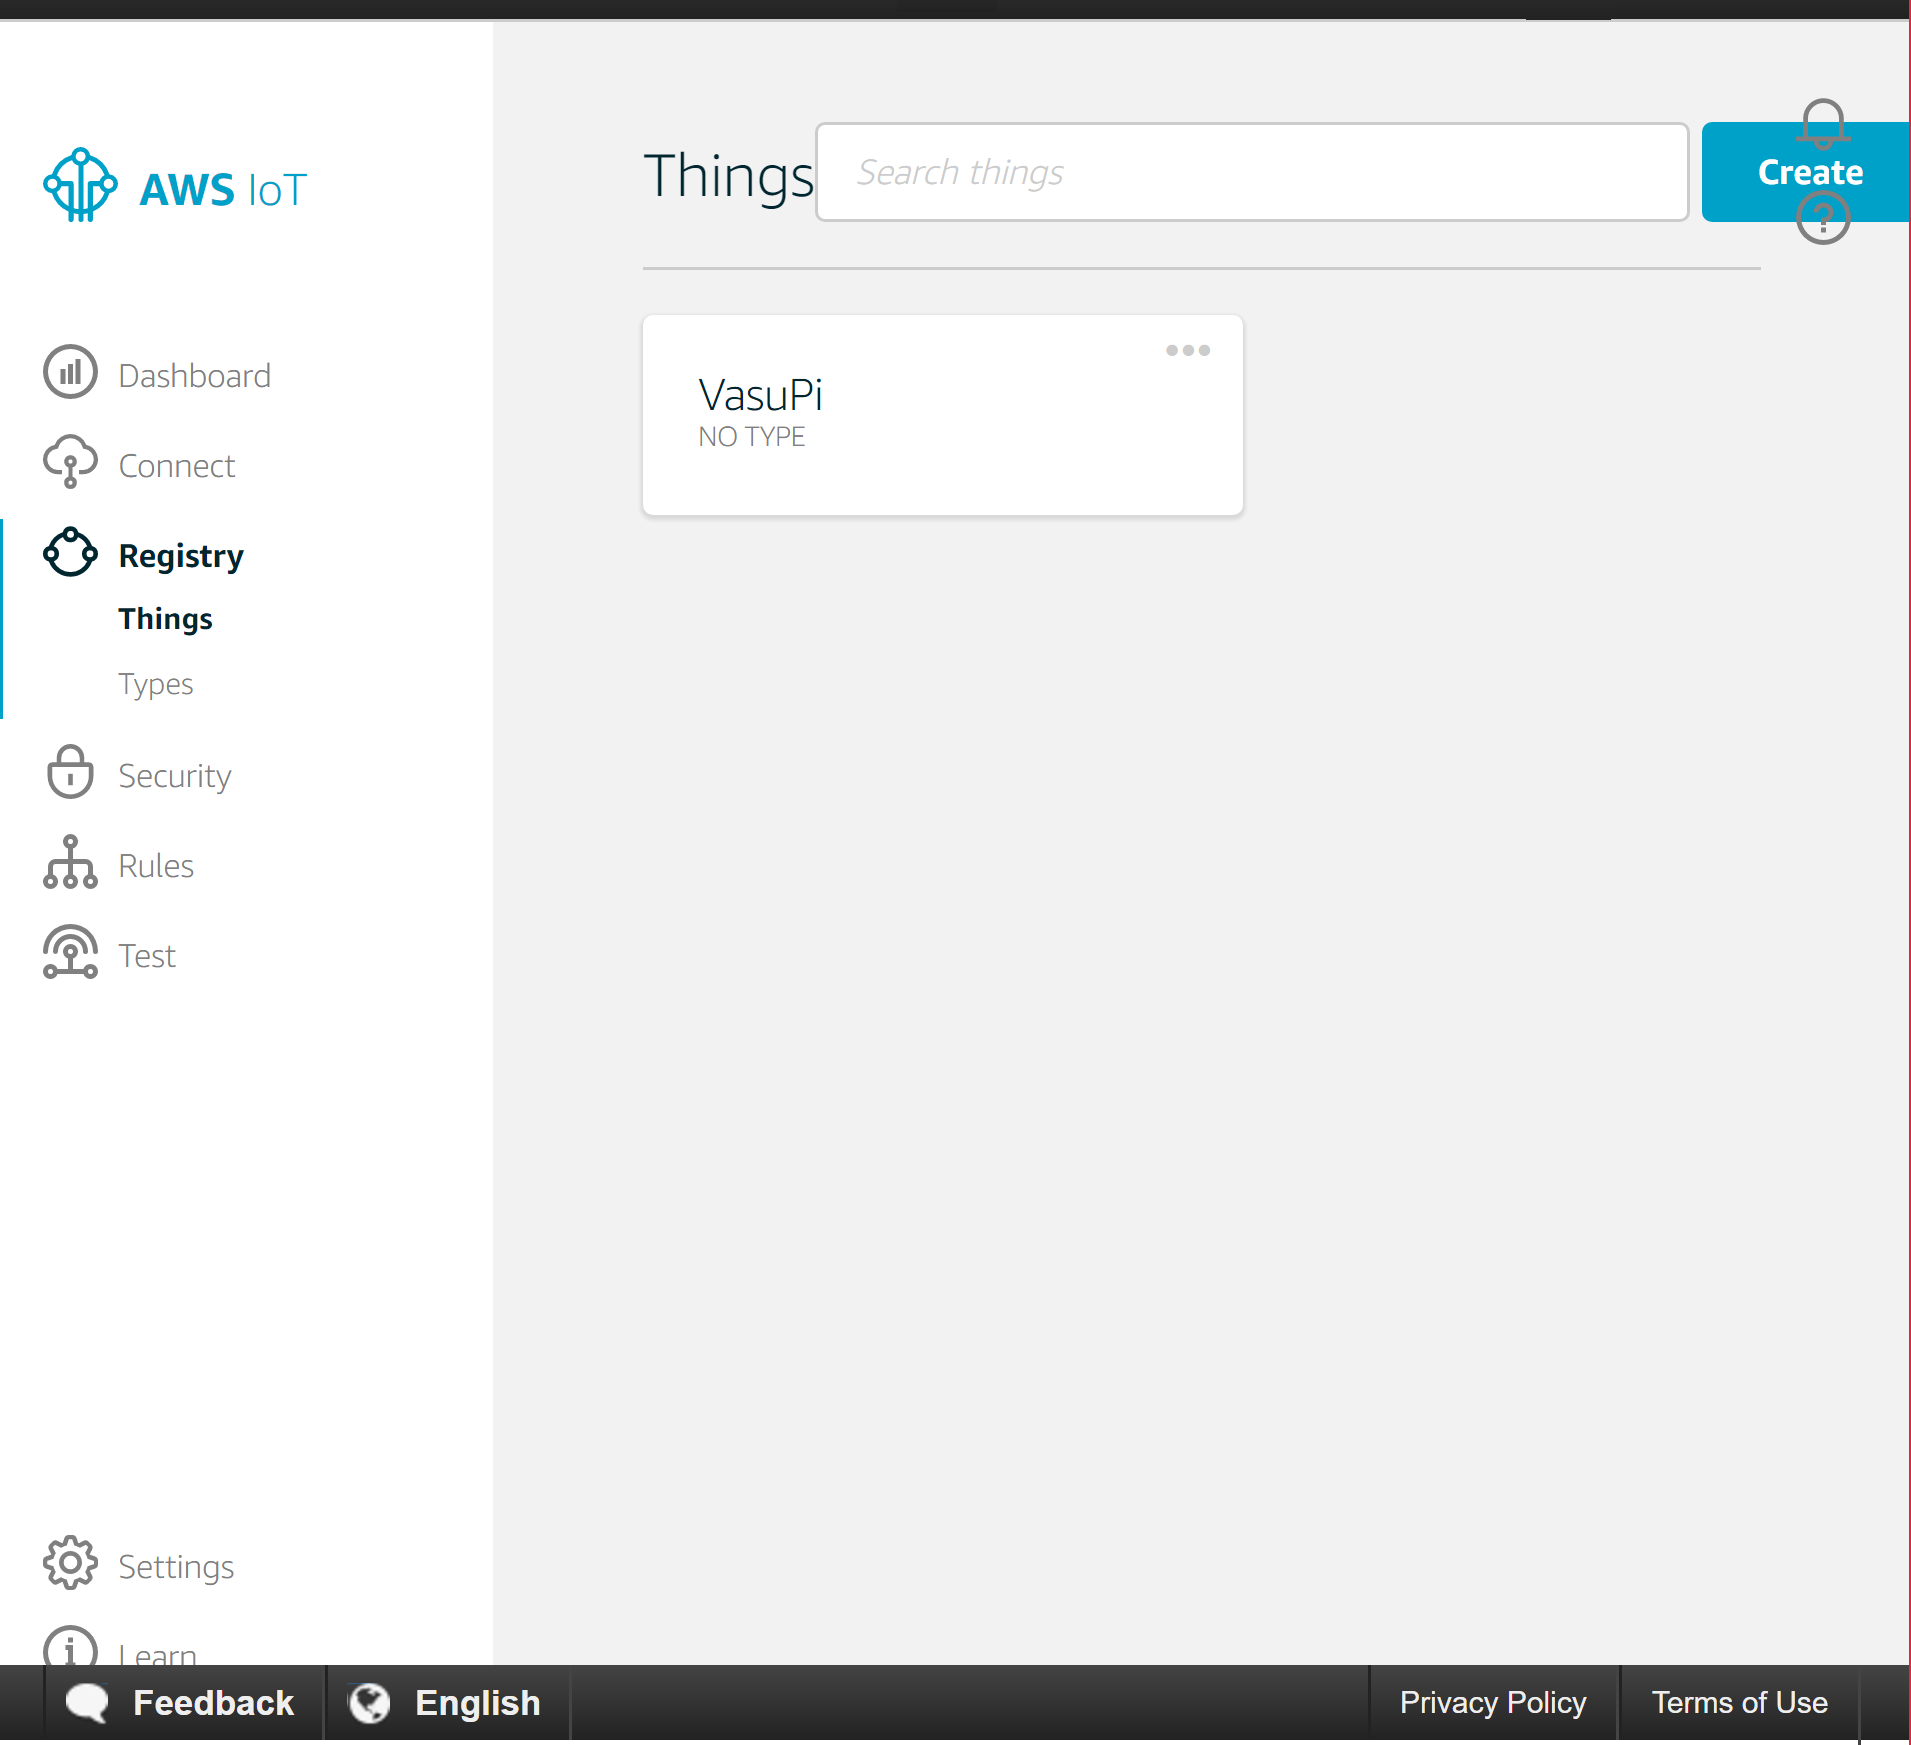 AWS IoT
Dashboard
Connect
Registry
Things
Types
Security
Rules
Test
Settings
Learn
Things
Search things
Create
VasuPi
NO TYPE
Feedback
English
Privacy Policy
Terms of Use